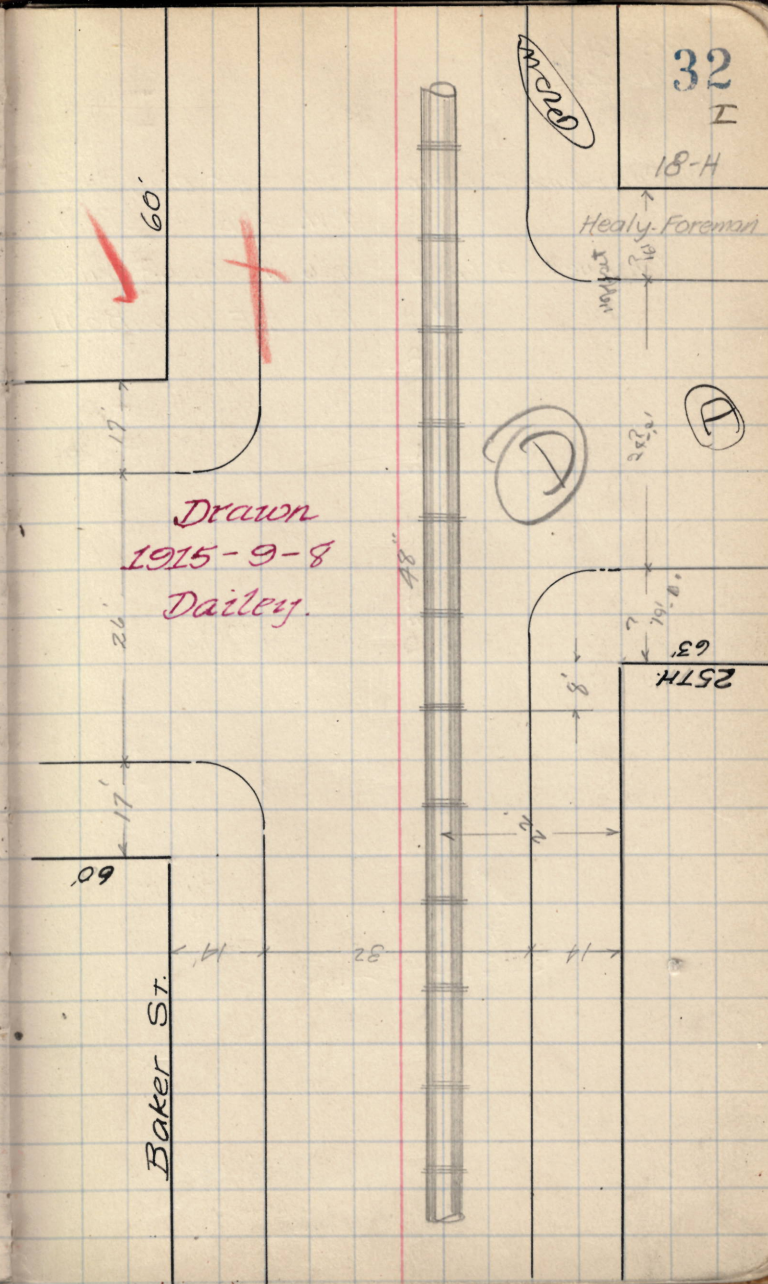 32
I
18-H
Healy-Foreman
60'
17'
Drawn
1915-9-8
Dailey.
48"
26'
17'
60'
D
D
63'
25TH.
8'
14'
32
14
Baker St.